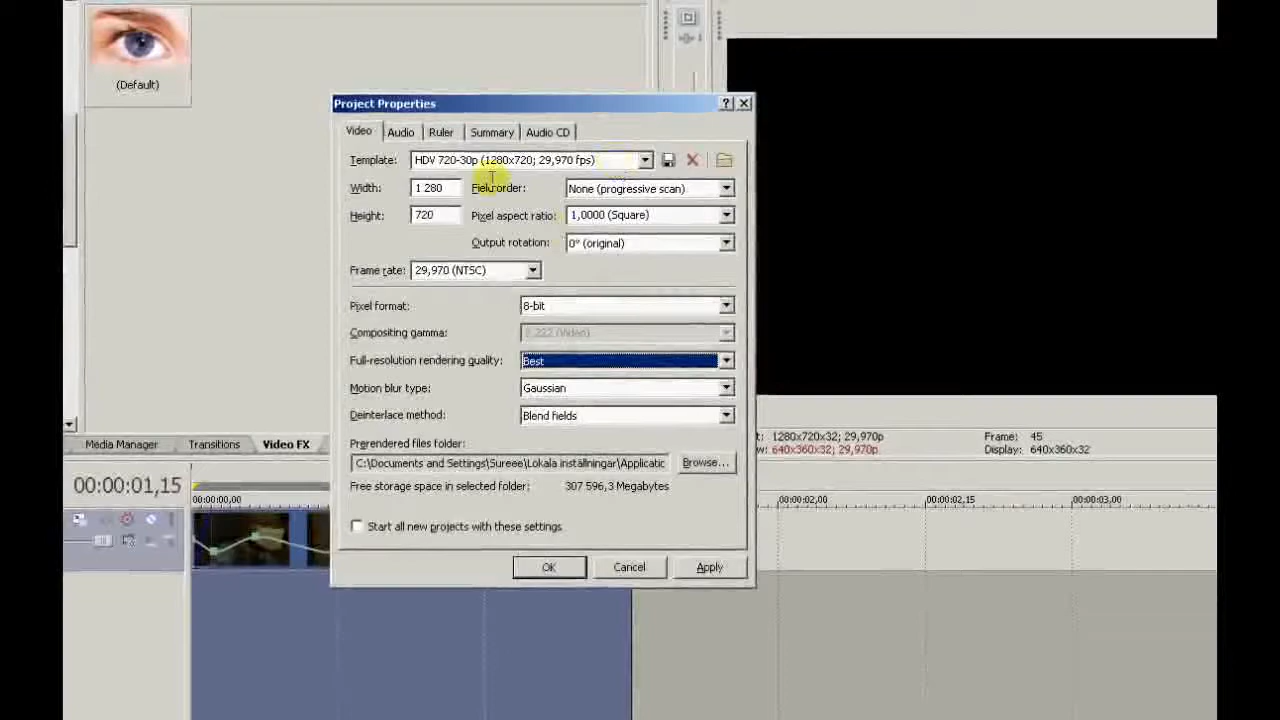 (Default)
Project Properties
Video Audio Ruler Summary Audio CD
Template: HDV 720-30p (1280x720; 29,970 fps)
Width: 1 280 Field order: None (progressive scan)
Height: 720 Pixel aspect ratio: 1,0000 (Square)
Output rotation: 0° (original)
Frame rate: 29,970 (NTSC)
Pixel format: 8-bit
Compositing gamma: 2,222 (Video)
Full-resolution rendering quality: Best
Motion blur type: Gaussian
Deinterlace method: Blend fields
Prerendered files folder:
C:\Documents and Settings\Sureee\Lokala inställningar\Applicatic
Browse...
Free storage space in selected folder: 307 596,3 Megabytes
Start all new projects with these settings
OK Cancel Apply
Media Manager Transitions Video FX
1280x720x32; 29,970p Frame: 45
640x360x32; 29,970p Display: 640x360x32
00:00:01,15
00:00:00,00 00:00:02,00 00:00:02,15 00:00:03,00